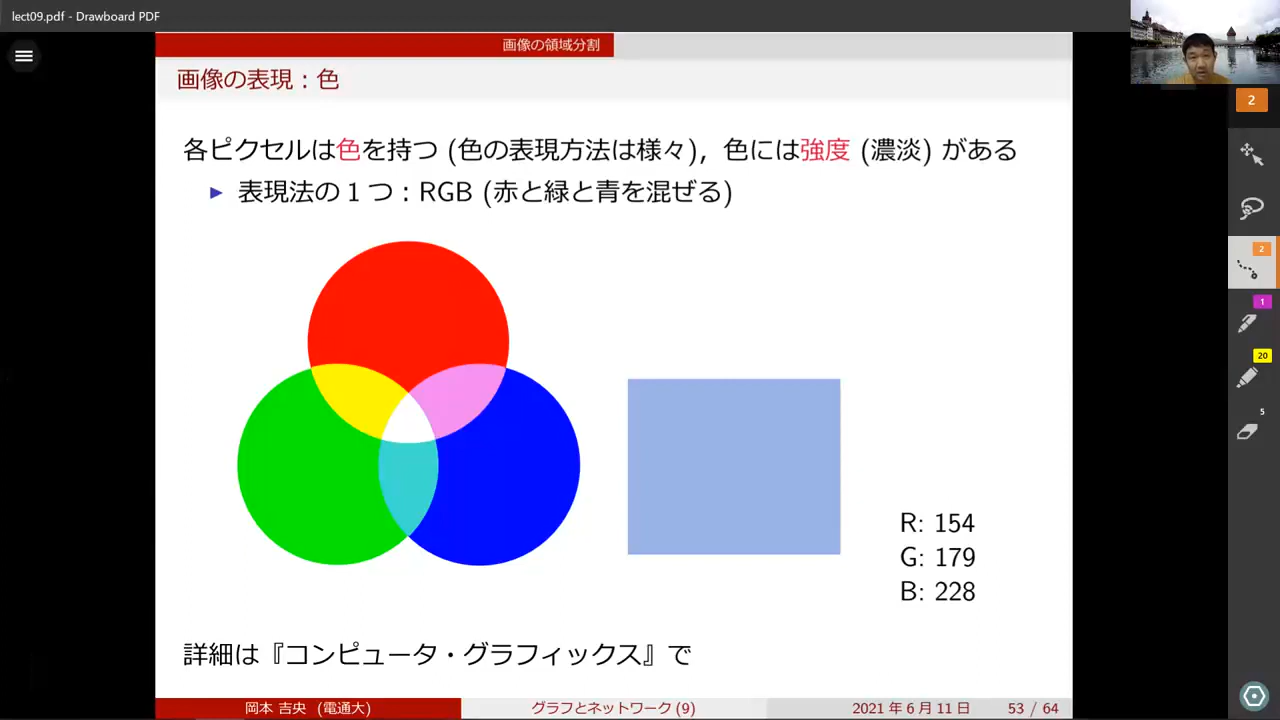 lect09.pdf - Drawboard PDF
画像の領域分割
画像の表現：色
各ピクセルは色を持つ (色の表現方法は様々)，色には強度 (濃淡) がある
▶ 表現法の 1 つ：RGB (赤と緑と青を混ぜる)
R: 154
G: 179
B: 228
詳細は『コンピュータ・グラフィックス』で
岡本 吉央 (電通大)
グラフとネットワーク (9)
2021 年 6 月 11 日
53 / 64
2
2
1
20
5